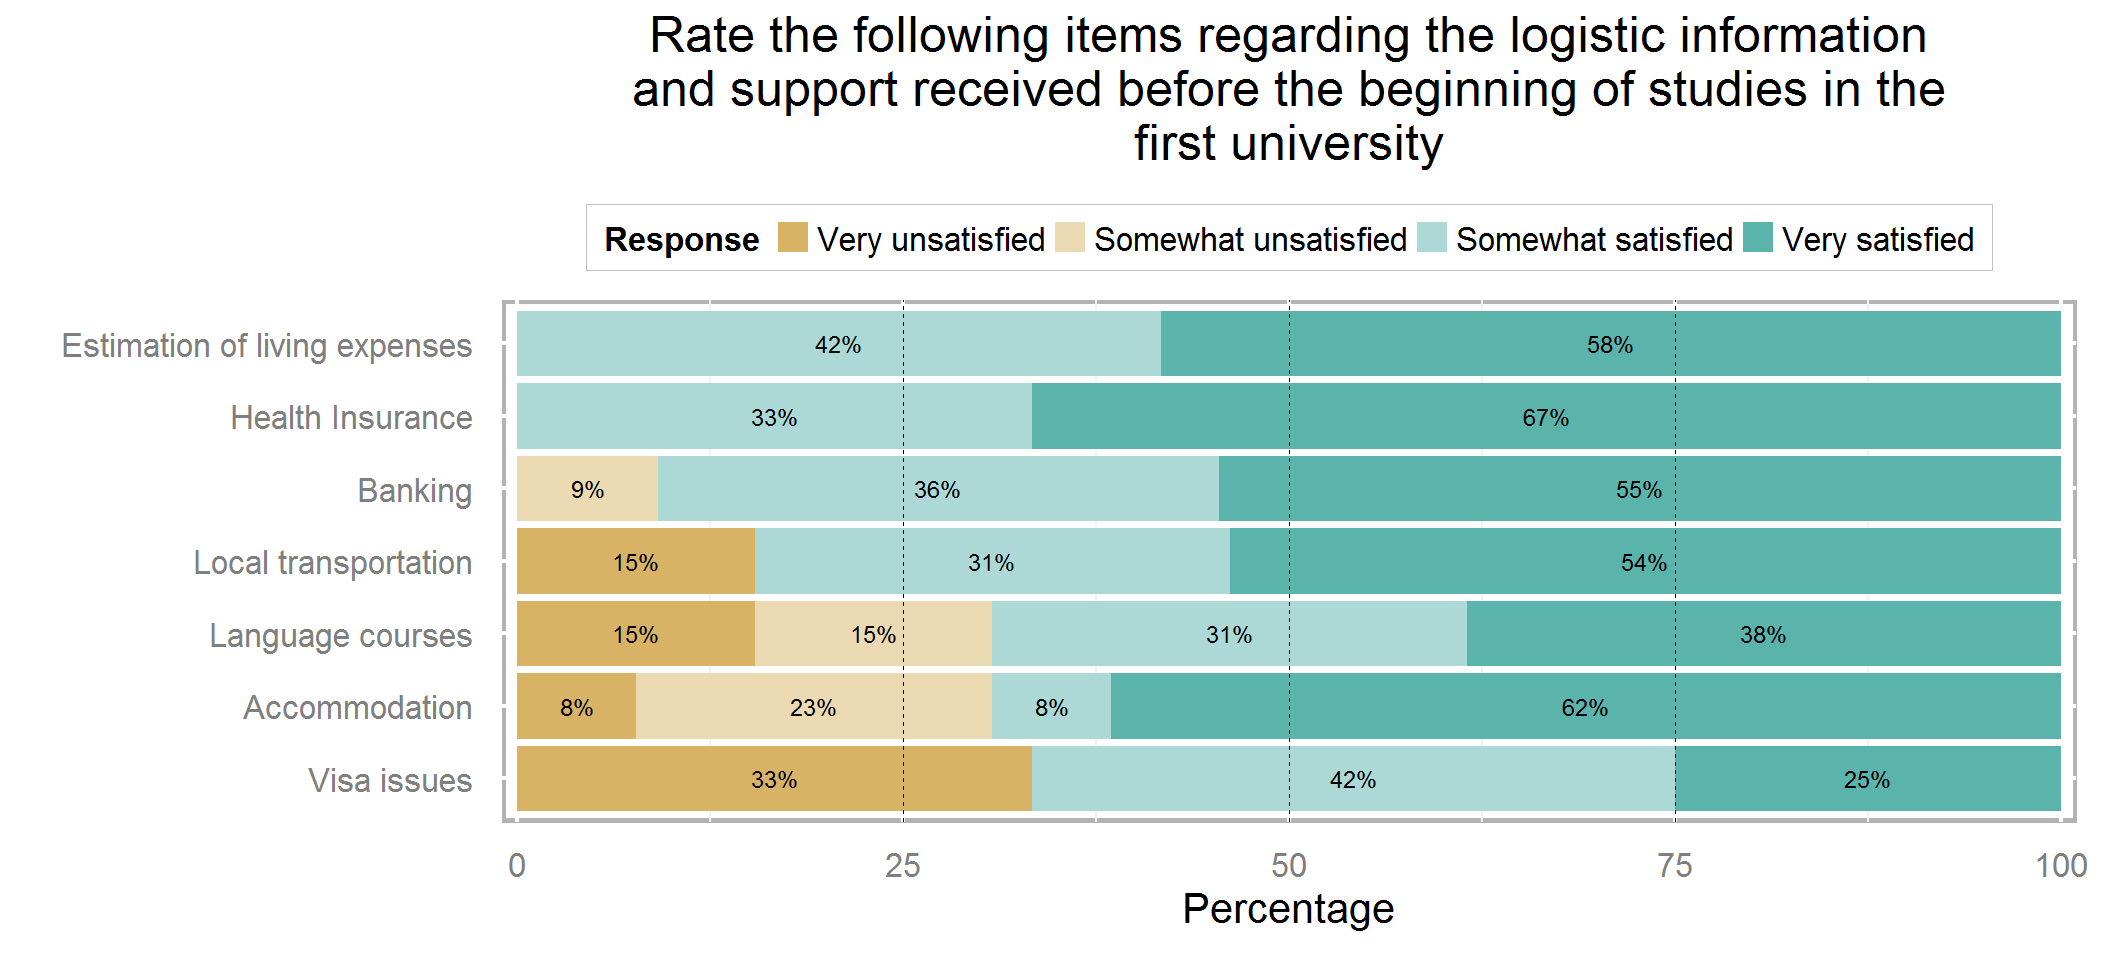 Rate the following items regarding the logistic information
and support received before the beginning of studies in the
first university
Response Very unsatisfied Somewhat unsatisfied Somewhat satisfied Very satisfied
Estimation of living expenses 42% 58%
Health Insurance 33% 67%
Banking 9% 36% 55%
Local transportation 15% 31% 54%
Language courses 15% 15% 31% 38%
Accommodation 8% 23% 8% 62%
Visa issues 33% 42% 25%
0 25 50 75 100
Percentage